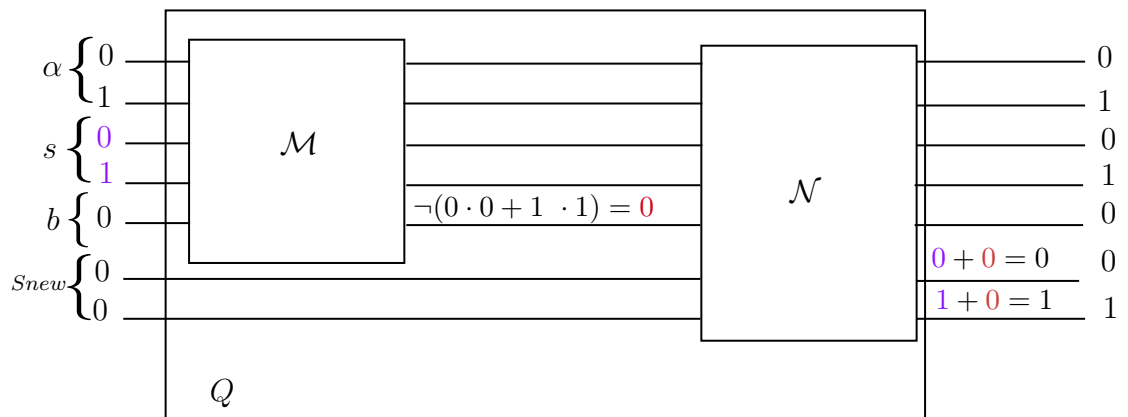 α { 0 0
1 1
s { 0 M N 0
1 1
b { 0 ¬(0 · 0 + 1 · 1) = 0 0
Snew { 0 0 + 0 = 0 0
0 1 + 0 = 1 1
Q